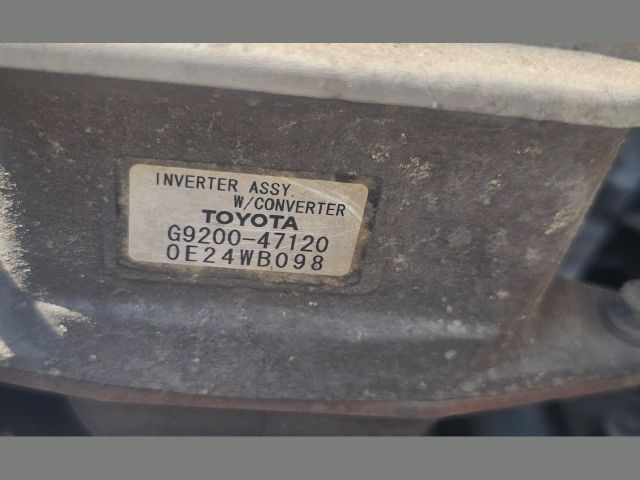 INVERTER ASSY.
W/CONVERTER
TOYOTA
G9200-47120
0E24WB098